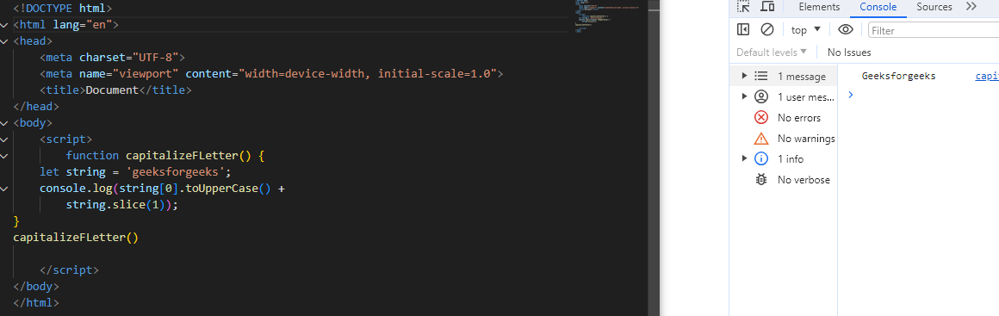 <!DOCTYPE html>
<html lang="en">
<head>
    <meta charset="UTF-8">
    <meta name="viewport" content="width=device-width, initial-scale=1.0">
    <title>Document</title>
</head>
<body>
    <script>
        function capitalizeFLetter() {
    let string = 'geeksforgeeks';
    console.log(string[0].toUpperCase() +
        string.slice(1));
}
capitalizeFLetter()
    </script>
</body>
</html>
Elements Console Sources
top Filter
Default levels No Issues
1 message
1 user mes...
No errors
No warnings
1 info
No verbose
Geeksforgeeks capi